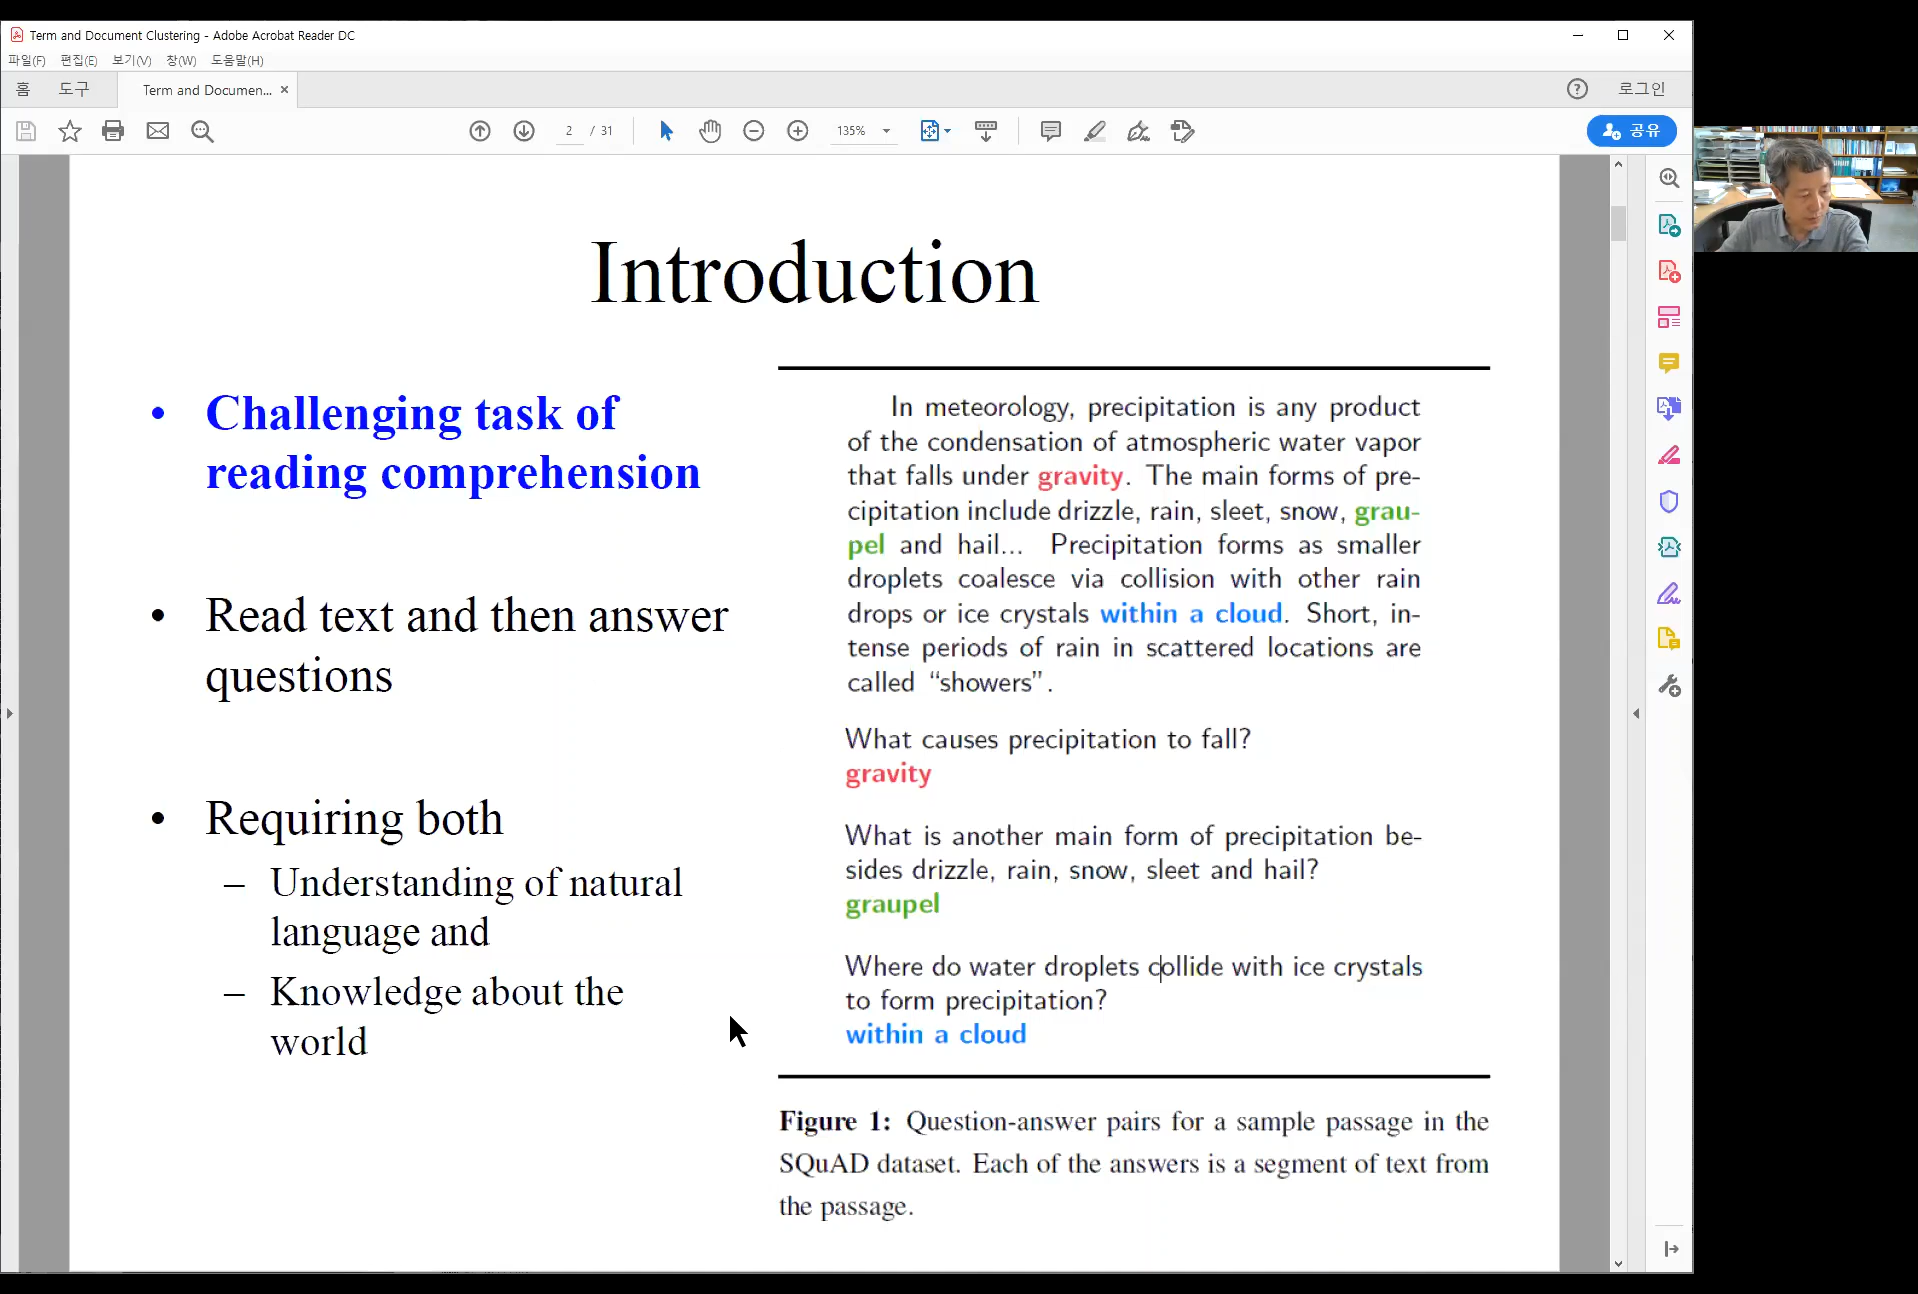 Term and Document Clustering - Adobe Acrobat Reader DC
파일(F) 편집(E) 보기(V) 창(W) 도움말(H)
홈 도구 Term and Documen... × 로그인
2 / 31 135% 공유
Introduction
• Challenging task of
reading comprehension
• Read text and then answer
questions
• Requiring both
– Understanding of natural
language and
– Knowledge about the
world
In meteorology, precipitation is any product
of the condensation of atmospheric water vapor
that falls under gravity. The main forms of pre-
cipitation include drizzle, rain, sleet, snow, grau-
pel and hail... Precipitation forms as smaller
droplets coalesce via collision with other rain
drops or ice crystals within a cloud. Short, in-
tense periods of rain in scattered locations are
called “showers”.
What causes precipitation to fall?
gravity
What is another main form of precipitation be-
sides drizzle, rain, snow, sleet and hail?
graupel
Where do water droplets collide with ice crystals
to form precipitation?
within a cloud
Figure 1: Question-answer pairs for a sample passage in the
SQuAD dataset. Each of the answers is a segment of text from
the passage.